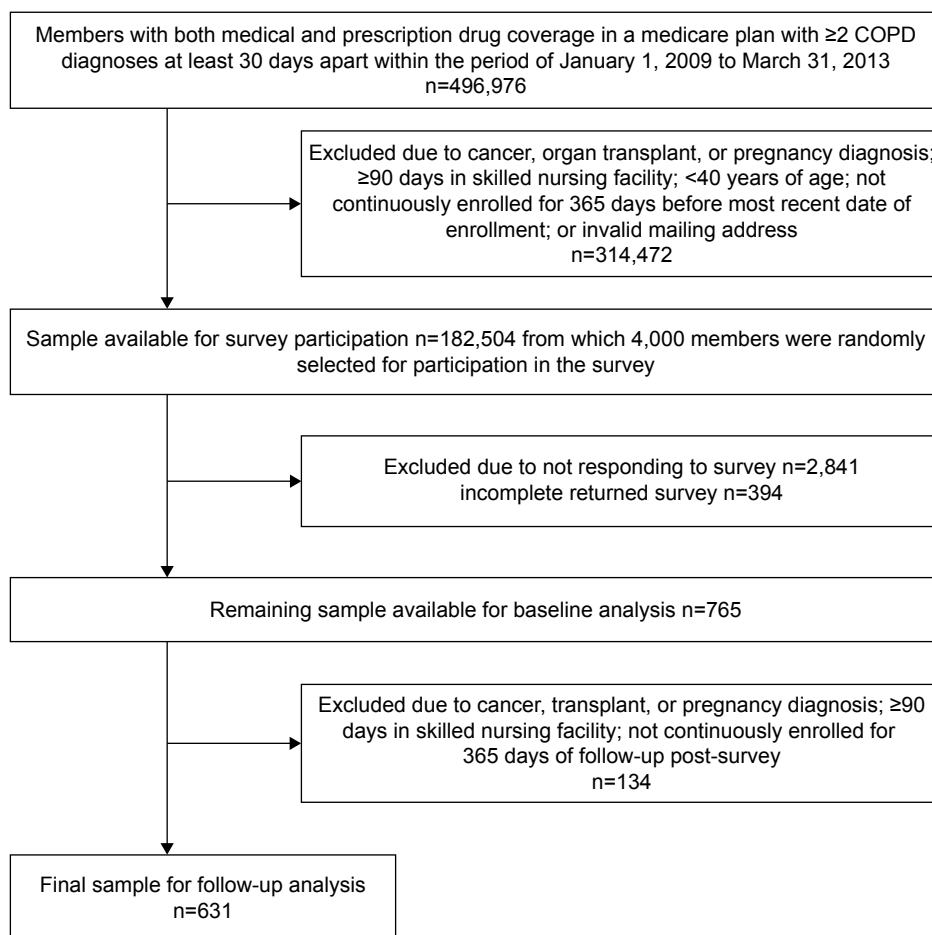 Members with both medical and prescription drug coverage in a medicare plan with ≥2 COPD
diagnoses at least 30 days apart within the period of January 1, 2009 to March 31, 2013
n=496,976
Excluded due to cancer, organ transplant, or pregnancy diagnosis;
≥90 days in skilled nursing facility; <40 years of age; not
continuously enrolled for 365 days before most recent date of
enrollment; or invalid mailing address
n=314,472
Sample available for survey participation n=182,504 from which 4,000 members were randomly
selected for participation in the survey
Excluded due to not responding to survey n=2,841
incomplete returned survey n=394
Remaining sample available for baseline analysis n=765
Excluded due to cancer, transplant, or pregnancy diagnosis; ≥90
days in skilled nursing facility; not continuously enrolled for
365 days of follow-up post-survey
n=134
Final sample for follow-up analysis
n=631